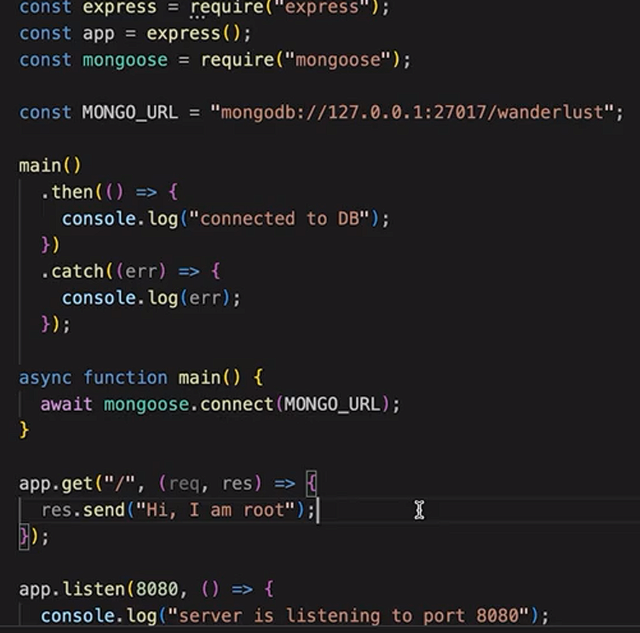 const express = require("express");
const app = express();
const mongoose = require("mongoose");
const MONGO_URL = "mongodb://127.0.0.1:27017/wanderlust";
main()
.then(() => {
console.log("connected to DB");
})
.catch((err) => {
console.log(err);
});
async function main() {
await mongoose.connect(MONGO_URL);
}
app.get("/", (req, res) => {
res.send("Hi, I am root");
});
app.listen(8080, () => {
console.log("server is listening to port 8080");